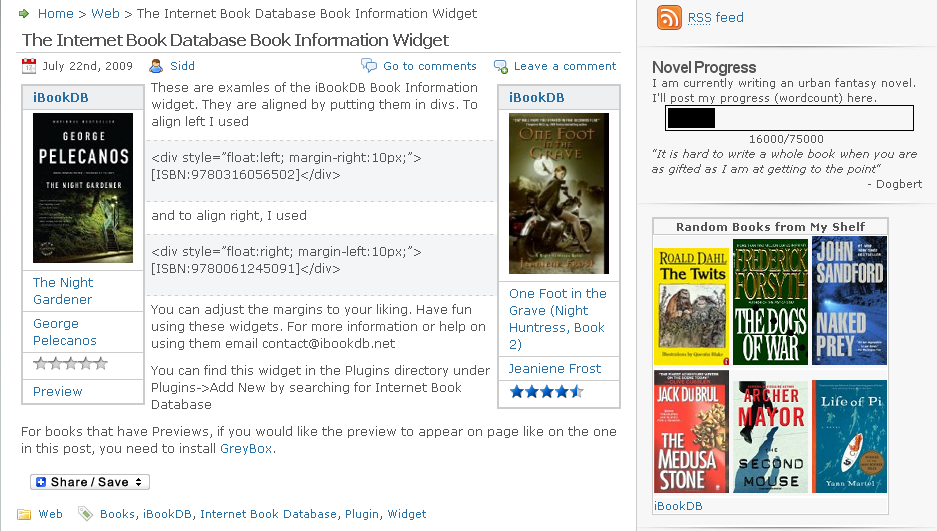 Home > Web > The Internet Book Database Book Information Widget
The Internet Book Database Book Information Widget
July 22nd, 2009 Sidd Go to comments Leave a comment
iBookDB
GEORGE
PELECANOS
THE NIGHT GARDENER
The Night
Gardener
George
Pelecanos
Preview
These are examles of the iBookDB Book Information
widget. They are aligned by putting them in divs. To
align left I used
<div style="float:left; margin-right:10px;">
[ISBN:9780316056502]</div>
and to align right, I used
<div style="float:right; margin-left:10px;">
[ISBN:9780061245091]</div>
You can adjust the margins to your liking. Have fun
using these widgets. For more information or help on
using them email contact@ibookdb.net
You can find this widget in the Plugins directory under
Plugins->Add New by searching for Internet Book
Database
iBookDB
ONE FOOT
IN THE
GRAVE
JEANIENE FROST
One Foot in the
Grave (Night
Huntress, Book
2)
Jeaniene Frost
For books that have Previews, if you would like the preview to appear on page like on the one
in this post, you need to install GreyBox.
Share / Save
Web Books, iBookDB, Internet Book Database, Plugin, Widget
RSS feed
Novel Progress
I am currently writing an urban fantasy novel.
I'll post my progress (wordcount) here.
16000/75000
"It is hard to write a whole book when you are
as gifted as I am at getting to the point"
- Dogbert
Random Books from My Shelf
ROALD DAHL
The Twits
Illustrations by Quentin Blake
FREDERICK
FORSYTH
THE DOGS
OF WAR
JOHN
SANDFORD
NAKED
PREY
JACK DU BRUL
THE
MEDUSA
STONE
ARCHER
MAYOR
THE
SECOND
MOUSE
Life of Pi
Yann Martel
iBookDB